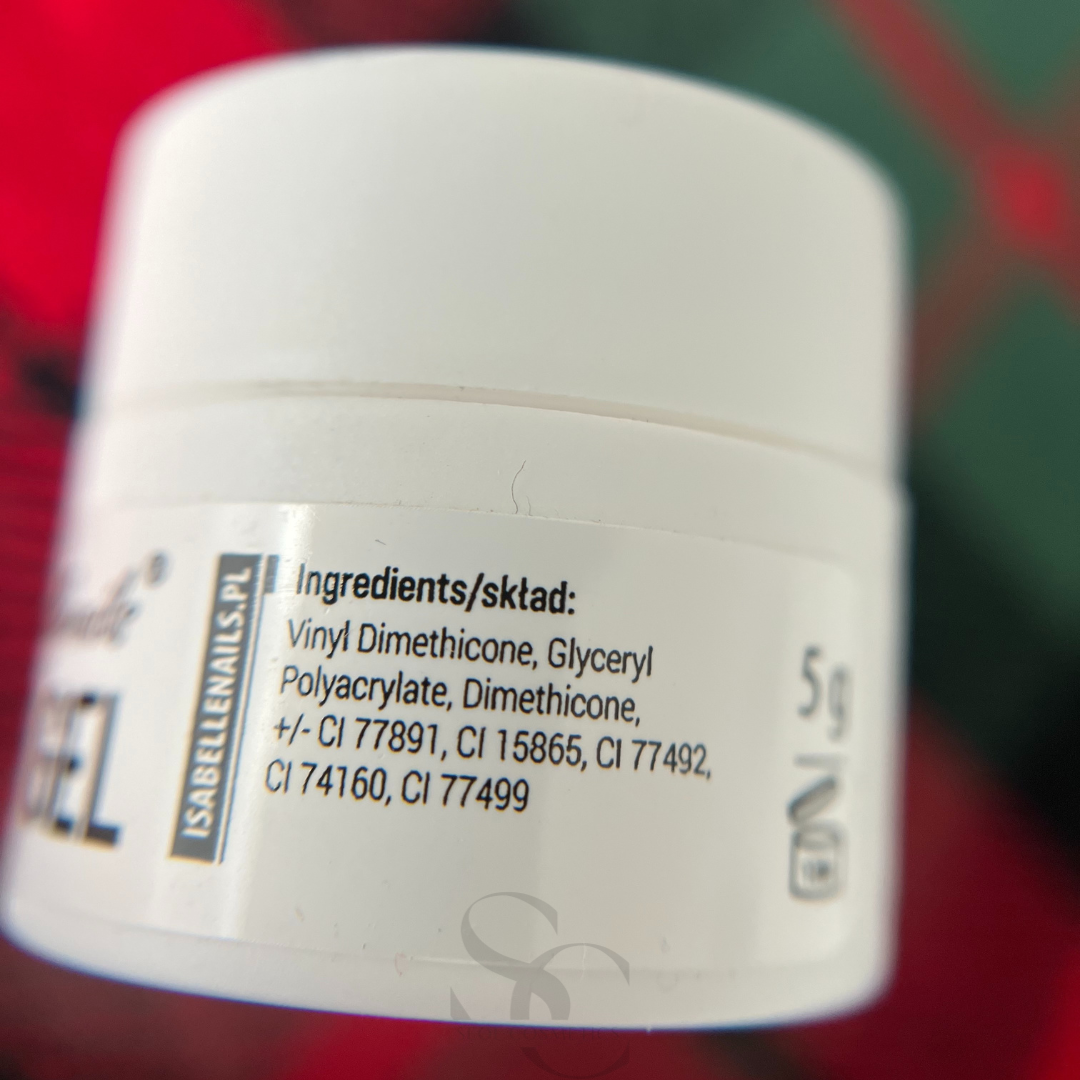 GEL
ISABELLENAILS.PL
Ingredients/skład:
Vinyl Dimethicone, Glyceryl
Polyacrylate, Dimethicone,
+/- CI 77891, CI 15865, CI 77492,
CI 74160, CI 77499
5g
SC